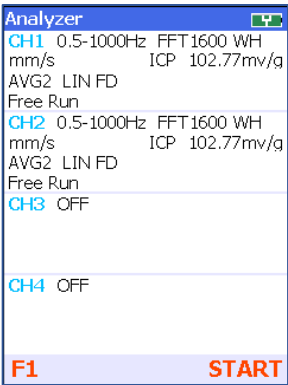 Analyzer
CH1 0.5-1000Hz FFT1600 WH
mm/s ICP 102.77mv/g
AVG2 LIN FD
Free Run
CH2 0.5-1000Hz FFT1600 WH
mm/s ICP 102.77mv/g
AVG2 LIN FD
Free Run
CH3 OFF
CH4 OFF
F1 START